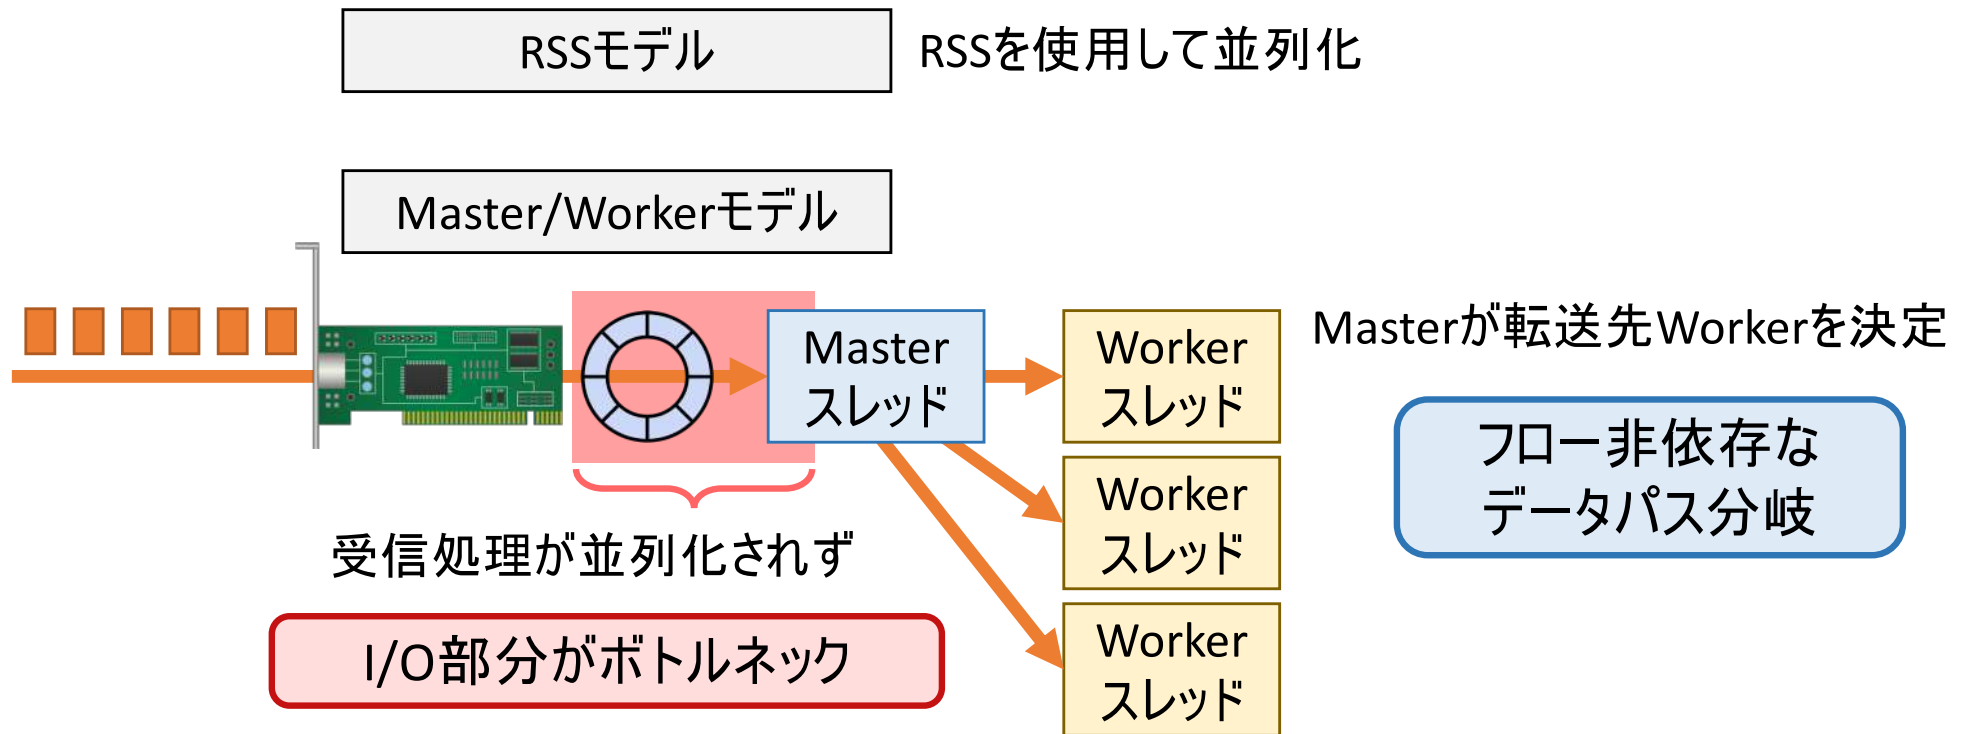 RSSモデル
RSSを使用して並列化
Master/Workerモデル
Master
スレッド
Worker
スレッド
Masterが転送先Workerを決定
フロー非依存な
データパス分岐
Worker
スレッド
受信処理が並列化されず
I/O部分がボトルネック
Worker
スレッド